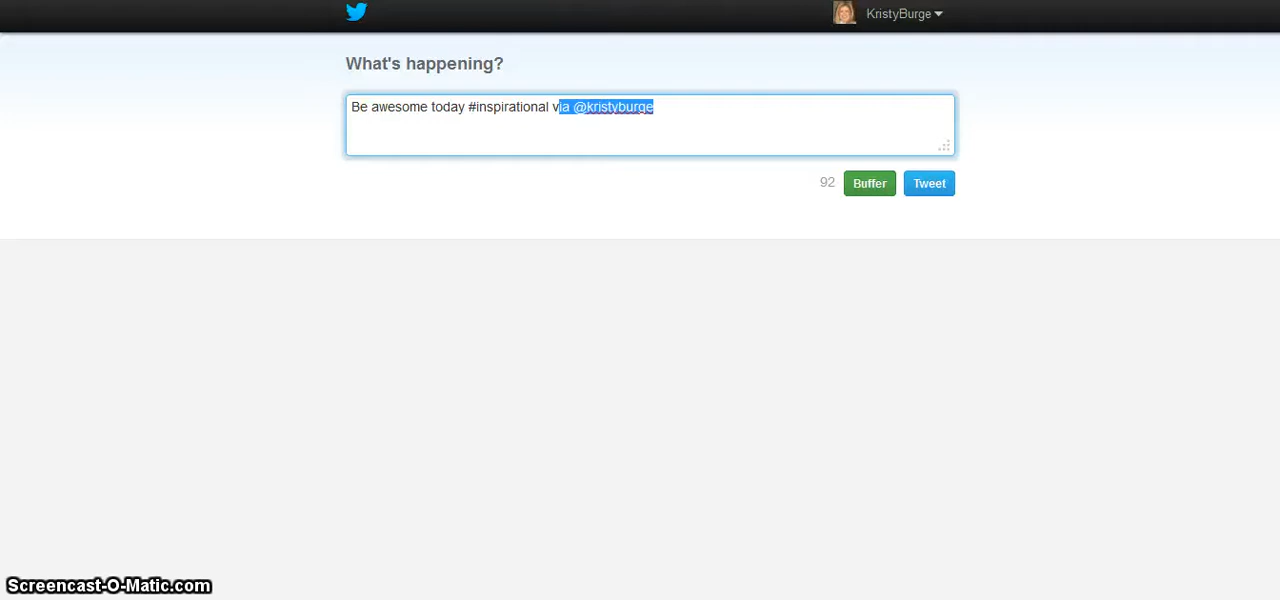 KristyBurge
What's happening?
Be awesome today #inspirational via @kristyburge
92 Buffer Tweet
Screencast-O-Matic.com